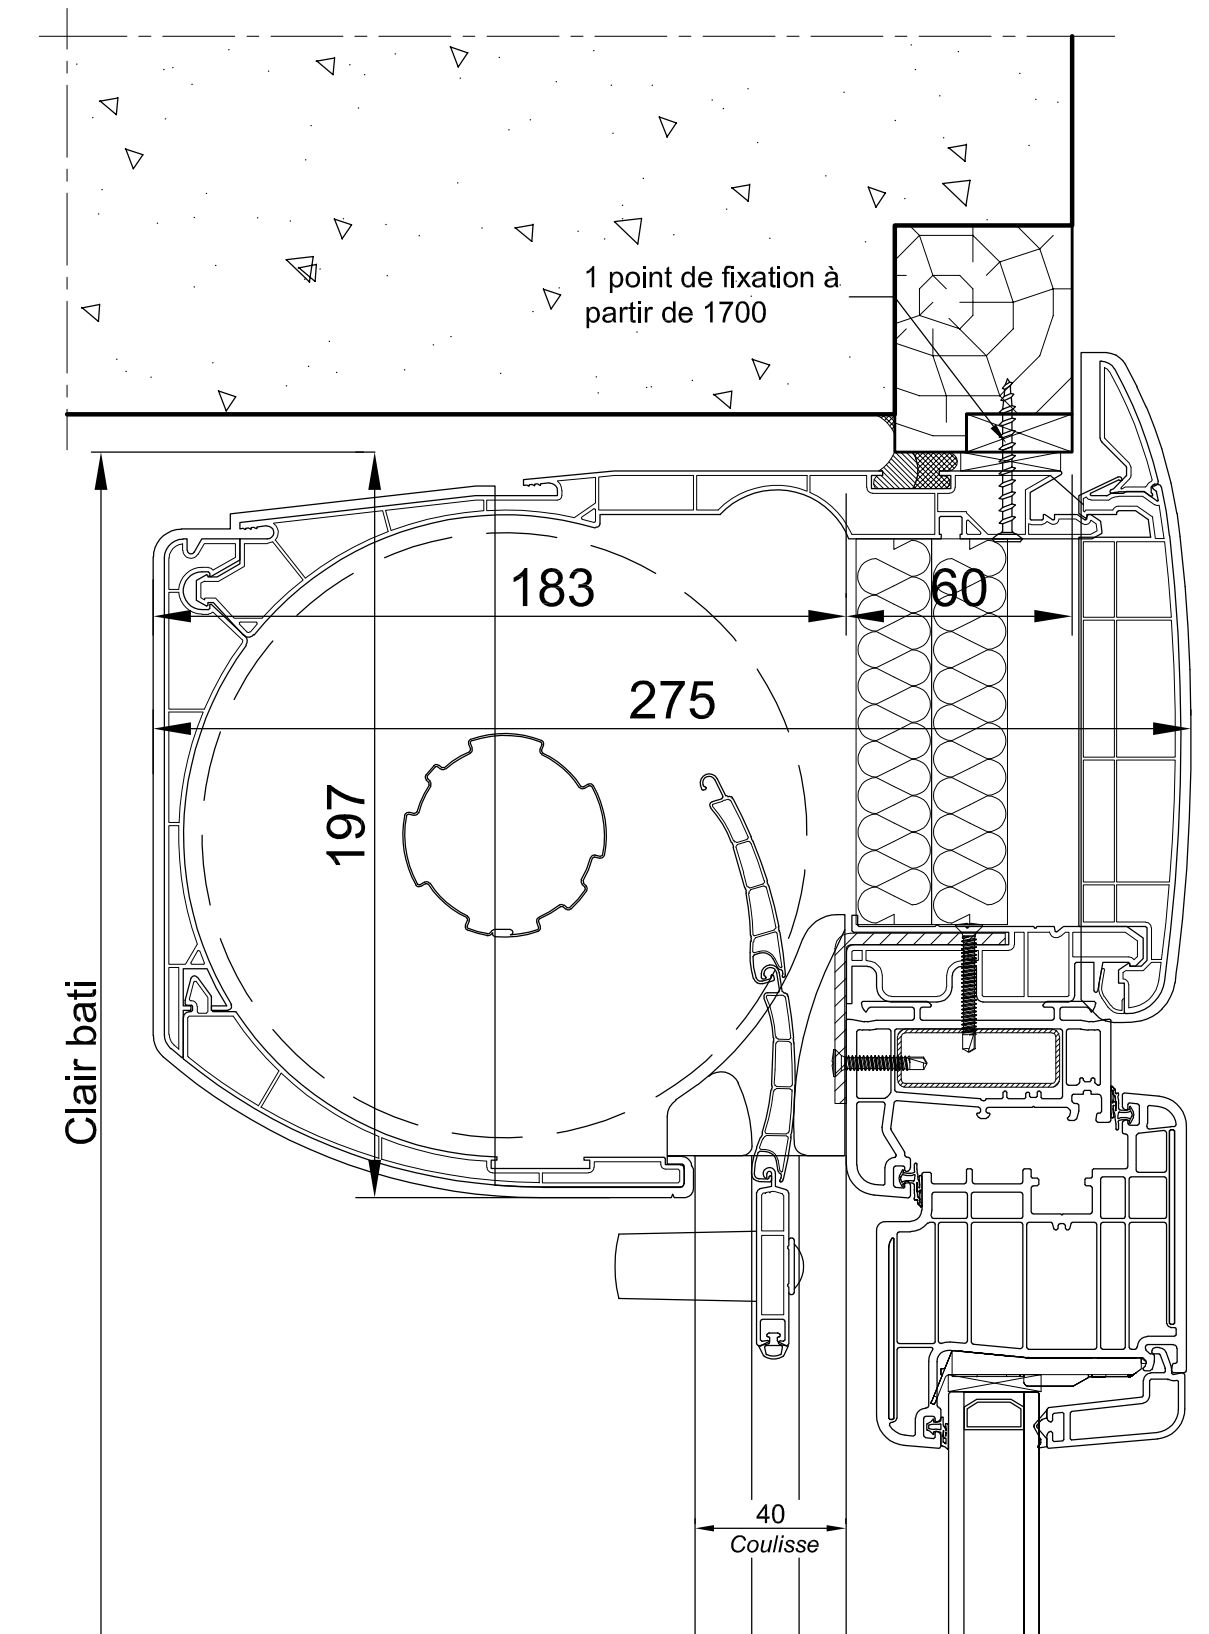 1 point de fixation à
partir de 1700
183
60
275
197
Clair bati
40
Coulisse